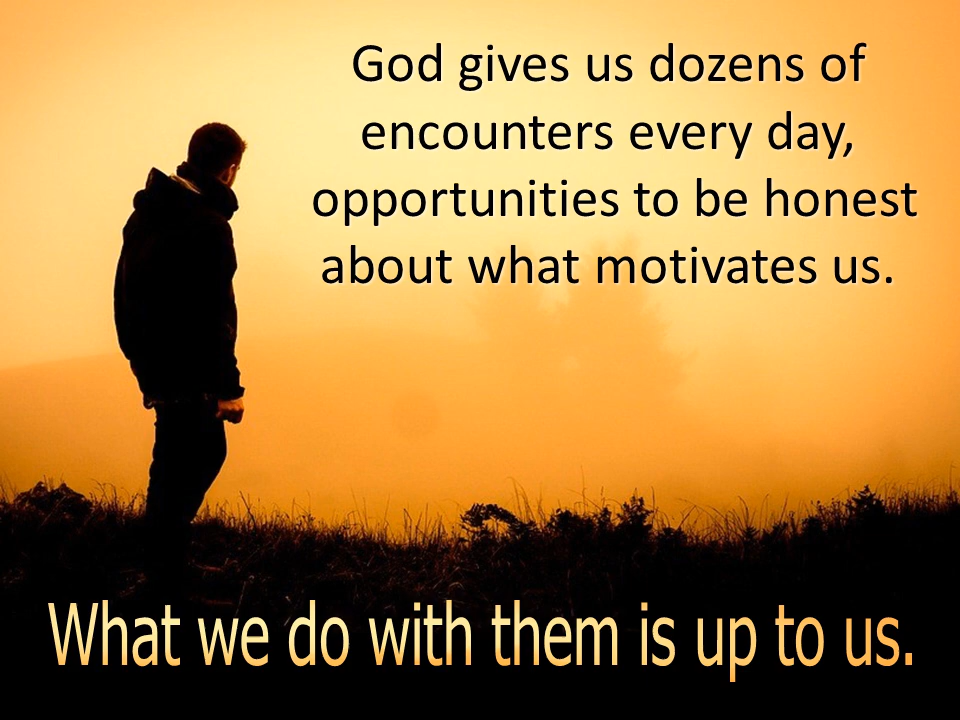 God gives us dozens of
encounters every day,
opportunities to be honest
about what motivates us.
What we do with them is up to us.